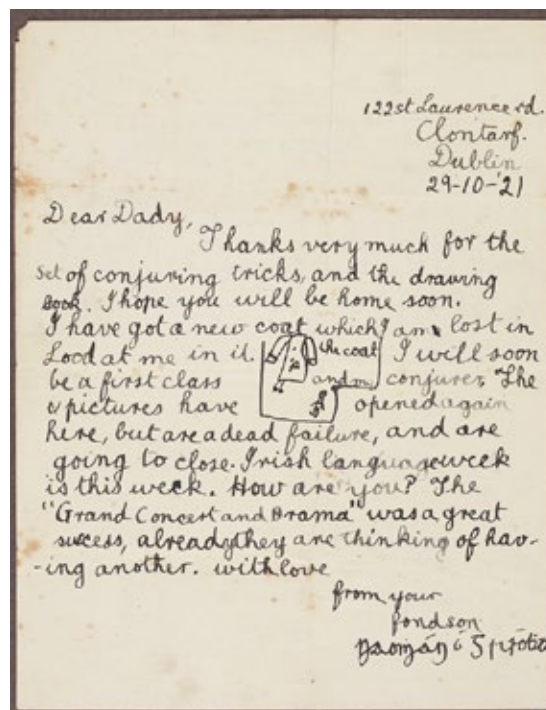 122 st Laurence rd.
Clontarf.
Dublin
29-10-'21
Dear Dady,
Thanks very much for the
set of conjuring tricks, and the drawing
book. I hope you will be home soon.
I have got a new coat which I am lost in
Lood at me in it. the coat I will soon
be a first class and me conjurer. The
pictures have opened again
here, but are a dead failure, and are
going to close. Irish language week
is this week. How are you? The
"Grand Concert and Drama" was a great
success, already they are thinking of hav-
-ing another. with love
from your
fond son